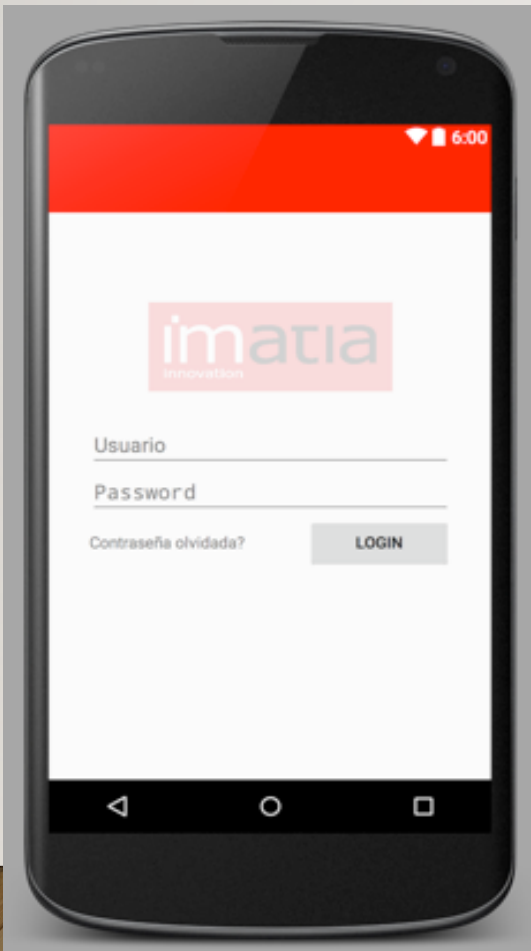 6:00
imatia
innovation
Usuario
Password
Contraseña olvidada? LOGIN